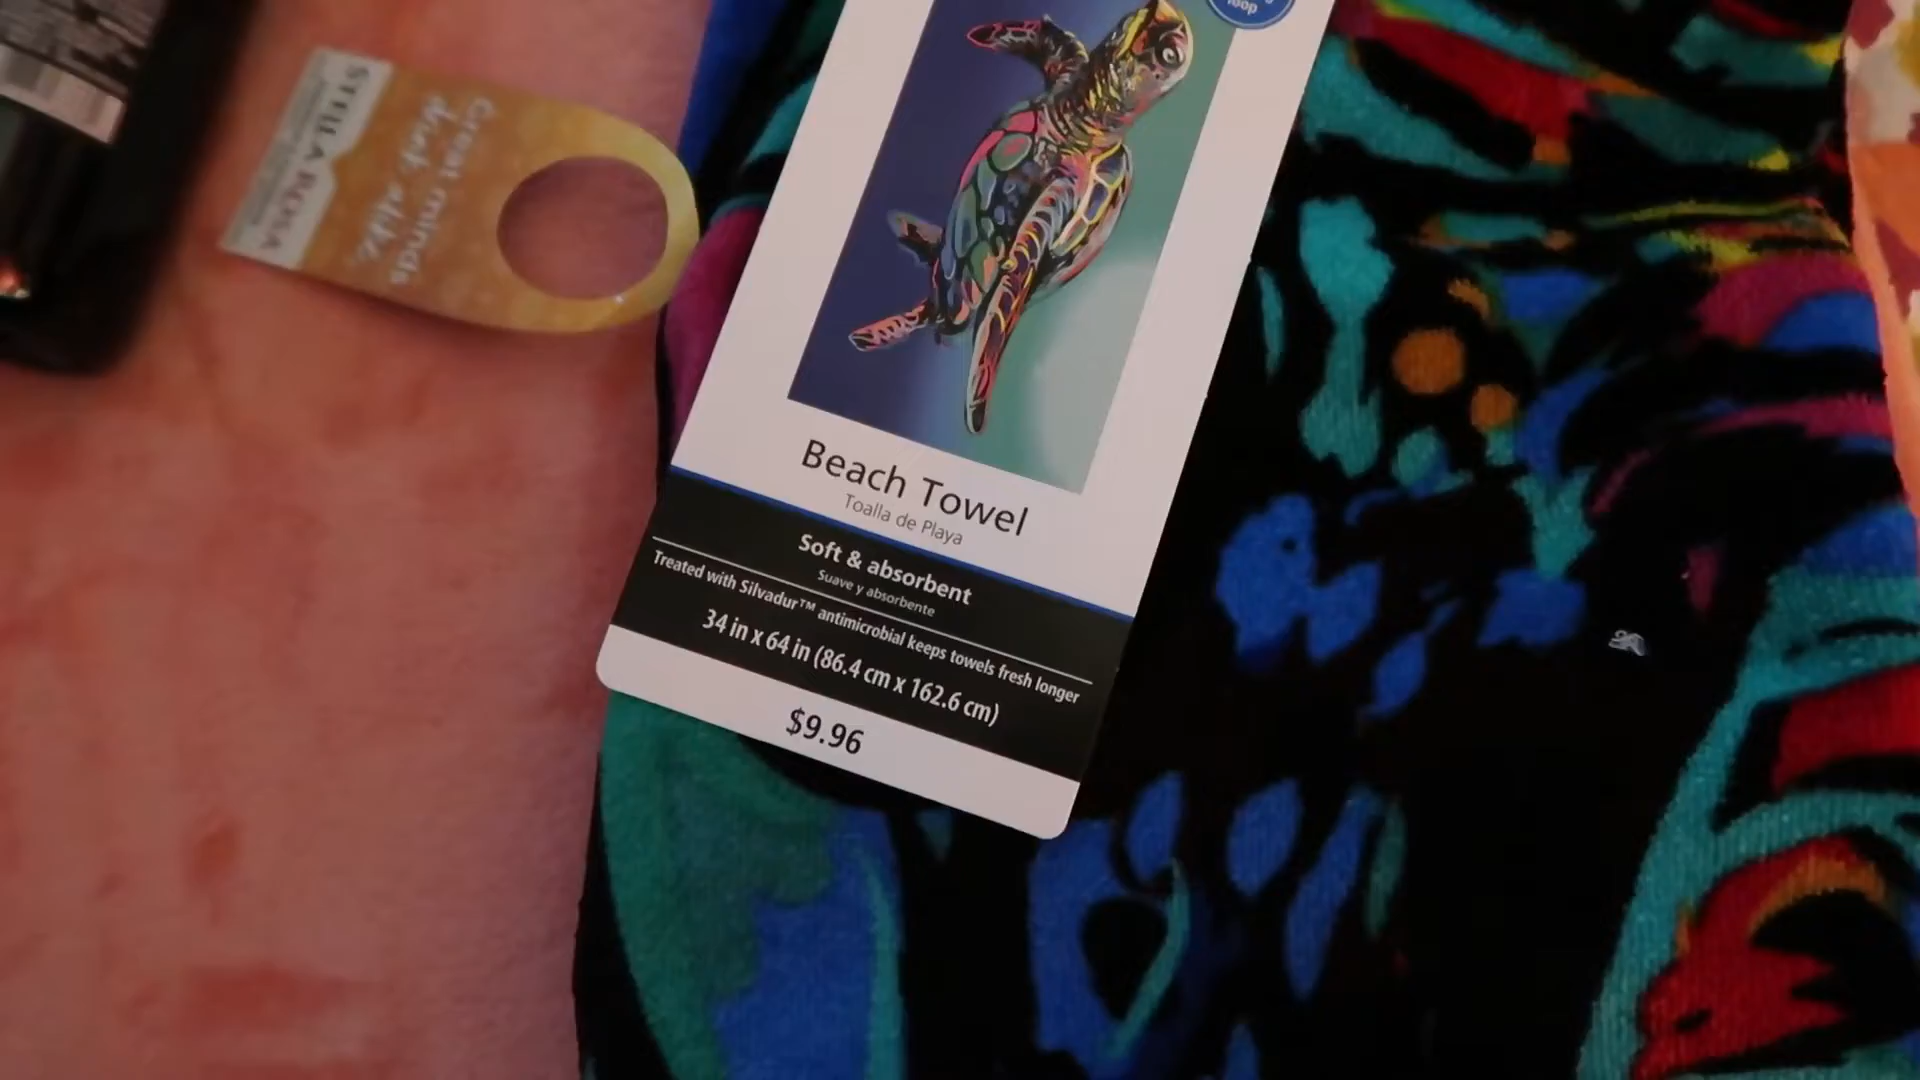 loop
STELLA ROSA
Great minds
drink alike.
Beach Towel
Toalla de Playa
Soft & absorbent
Suave y absorbente
Treated with Silvadur™ antimicrobial keeps towels fresh longer
34 in x 64 in (86.4 cm x 162.6 cm)
$9.96